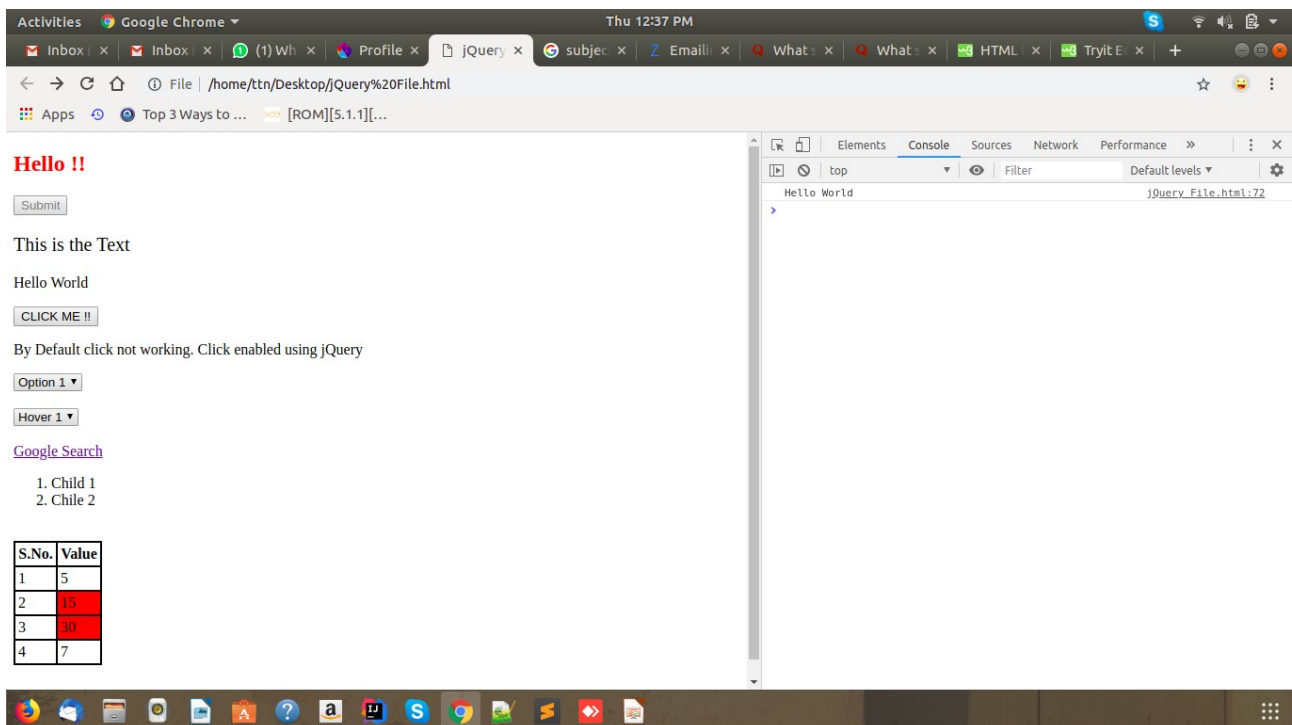 Activities Google Chrome Thu 12:37 PM
Inbox ( Inbox ( (1) Wh Profile jQuery subjec Emailin What s What s HTML Tryit E
File /home/ttn/Desktop/jQuery%20File.html
Apps Top 3 Ways to ... [ROM][5.1.1][...
Elements Console Sources Network Performance »
top Filter Default levels
Hello World jQuery File.html:72
Hello !!
Submit
This is the Text
Hello World
CLICK ME !!
By Default click not working. Click enabled using jQuery
Option 1
Hover 1
Google Search
1. Child 1
2. Chile 2
S.No. Value
1 5
2 15
3 30
4 7